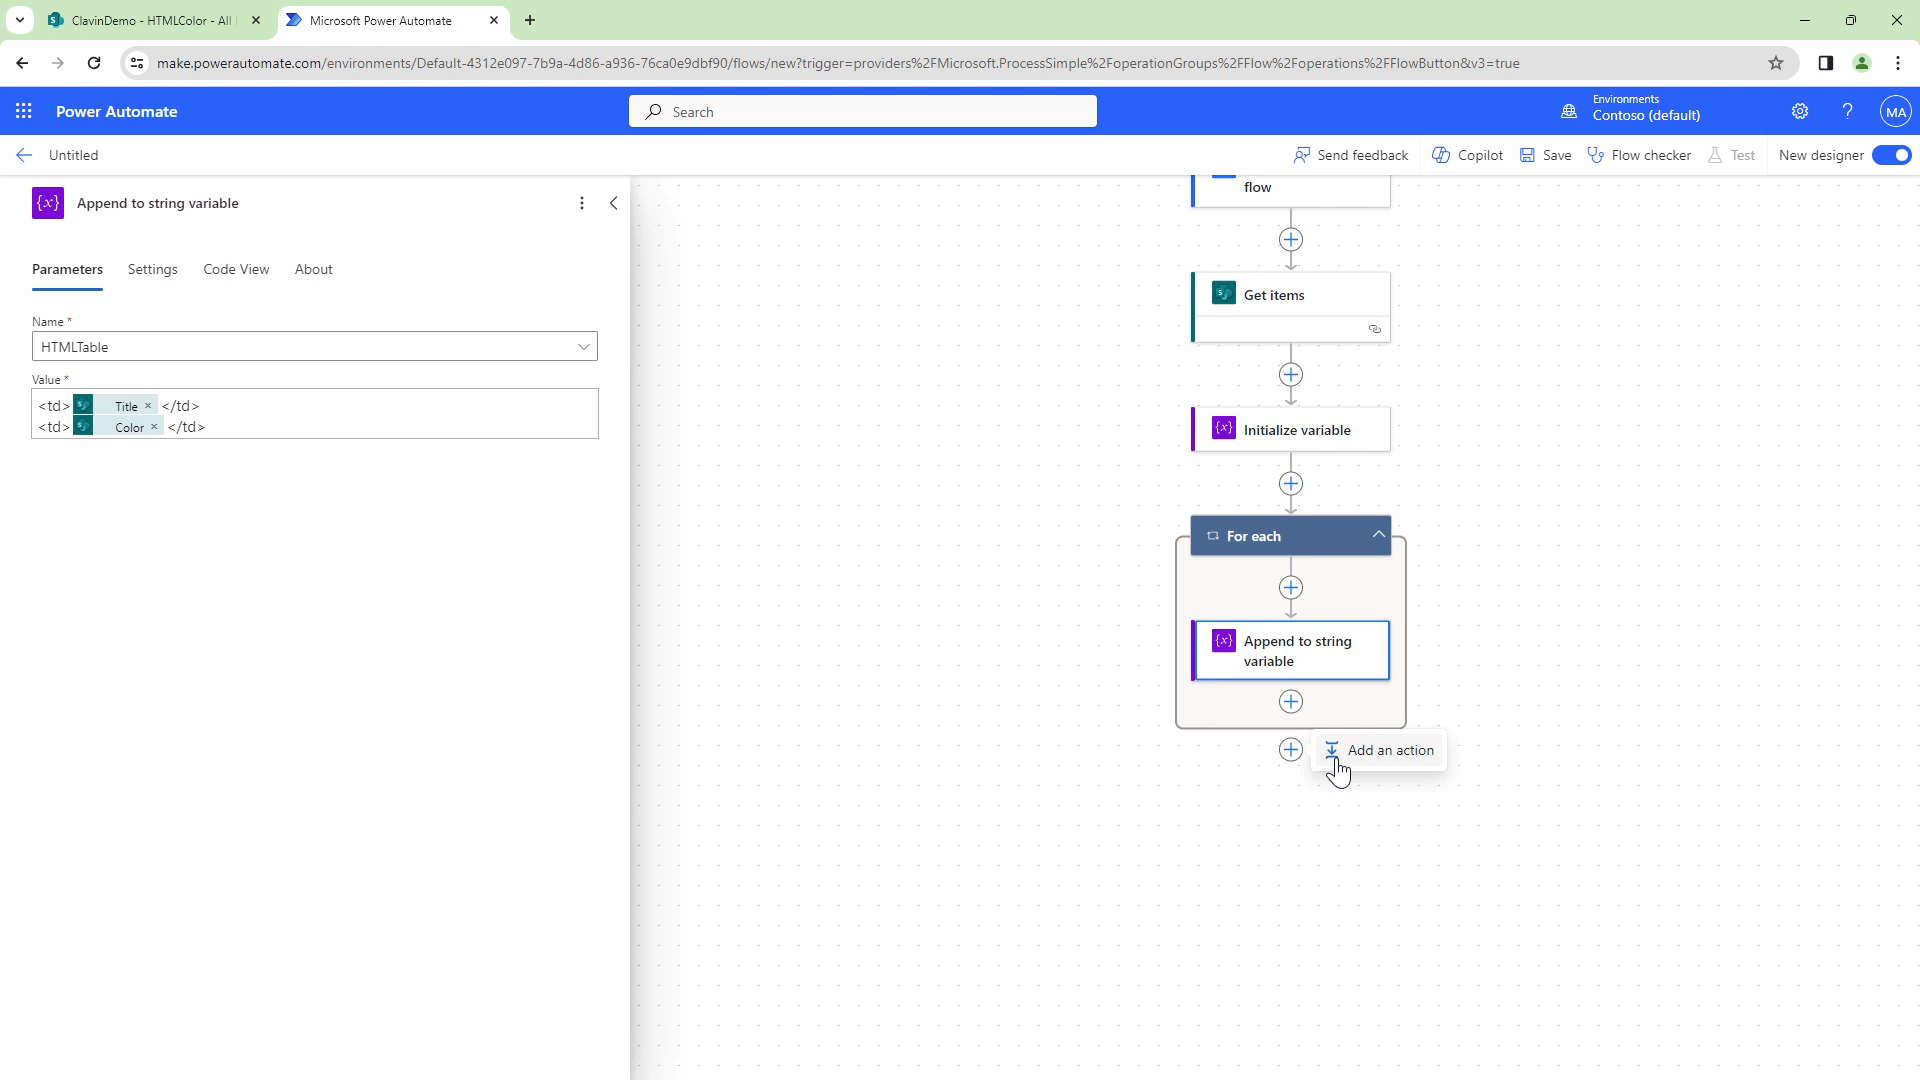 ClavinDemo - HTMLColor - All
Microsoft Power Automate
make.powerautomate.com/environments/Default-4312e097-7b9a-4d86-a936-76ca0e9dbf90/flows/new?trigger=providers%2FMicrosoft.ProcessSimple%2FoperationGroups%2FFlow%2Foperations%2FFlowButton&v3=true
Power Automate
Search
Environments
Contoso (default)
MA
Untitled
Send feedback
Copilot
Save
Flow checker
Test
New designer
{x} Append to string variable
Parameters
Settings
Code View
About
Name *
HTMLTable
Value *
<td> Title × </td>
<td> Color × </td>
flow
Get items
{x} Initialize variable
For each
{x} Append to string
variable
Add an action